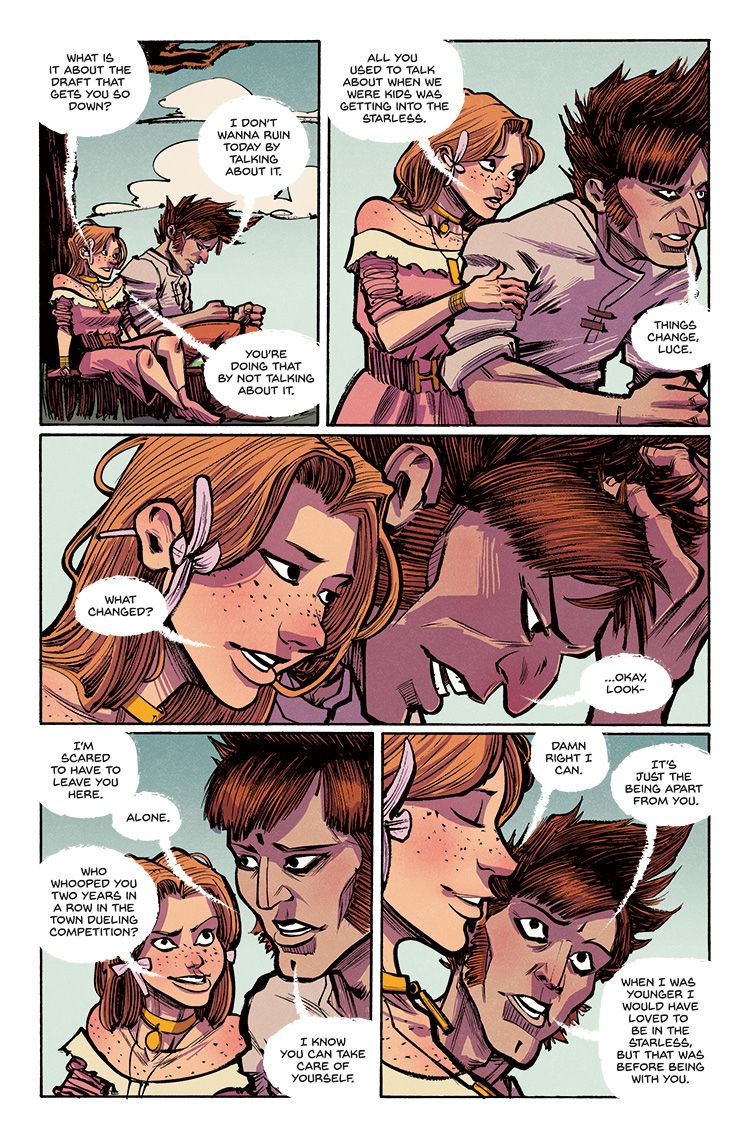 WHAT IS
IT ABOUT THE
DRAFT THAT
GETS YOU SO
DOWN?
I DON'T
WANNA RUIN
TODAY BY
TALKING
ABOUT IT.
YOU'RE
DOING THAT
BY NOT TALKING
ABOUT IT.
ALL YOU
USED TO TALK
ABOUT WHEN WE
WERE KIDS WAS
GETTING INTO THE
STARLESS.
THINGS
CHANGE,
LUCE.
WHAT
CHANGED?
...OKAY,
LOOK-
I'M
SCARED
TO HAVE TO
LEAVE YOU
HERE.
ALONE.
WHO
WHOOPED YOU
TWO YEARS IN
A ROW IN THE
TOWN DUELING
COMPETITION?
I KNOW
YOU CAN TAKE
CARE OF
YOURSELF.
DAMN
RIGHT I
CAN.
IT'S
JUST THE
BEING APART
FROM YOU.
WHEN I WAS
YOUNGER I
WOULD HAVE
LOVED TO
BE IN THE
STARLESS,
BUT THAT WAS
BEFORE BEING
WITH YOU.